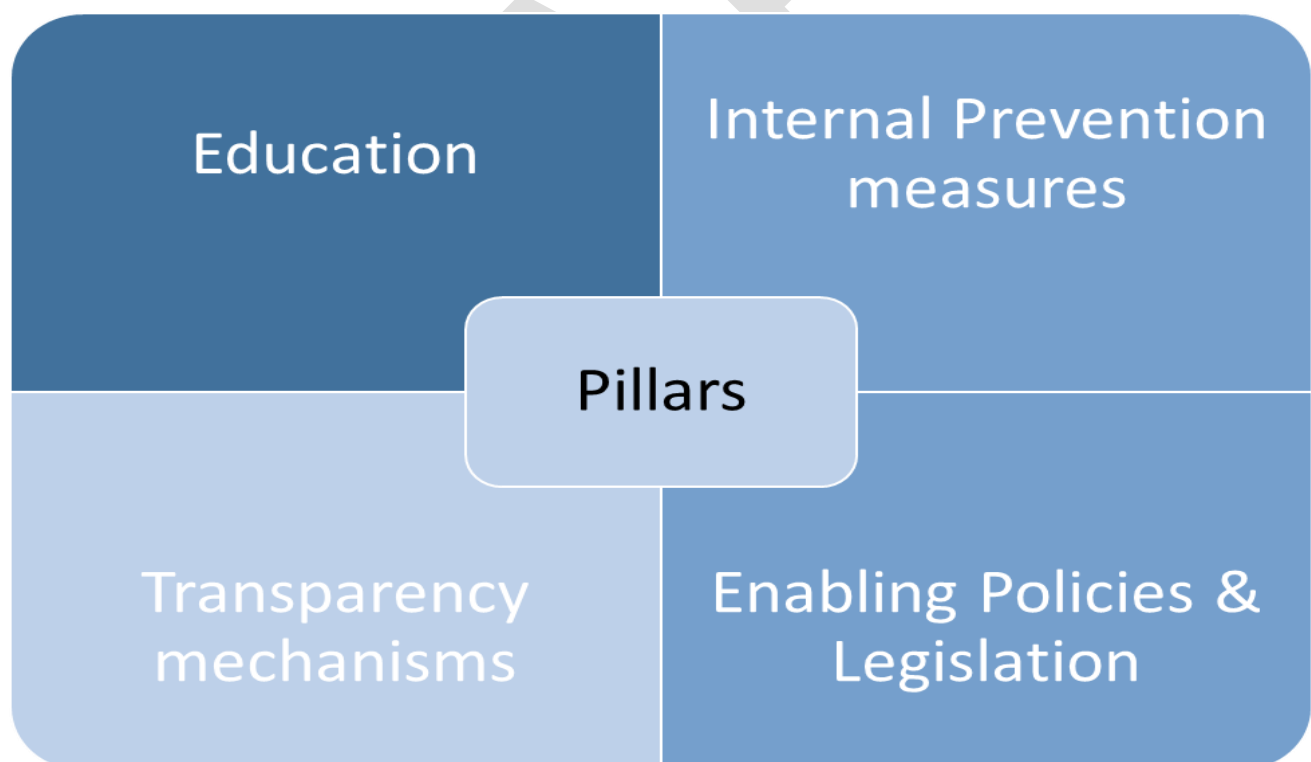 Education
Internal Prevention
measures
Pillars
Transparency
mechanisms
Enabling Policies &
Legislation